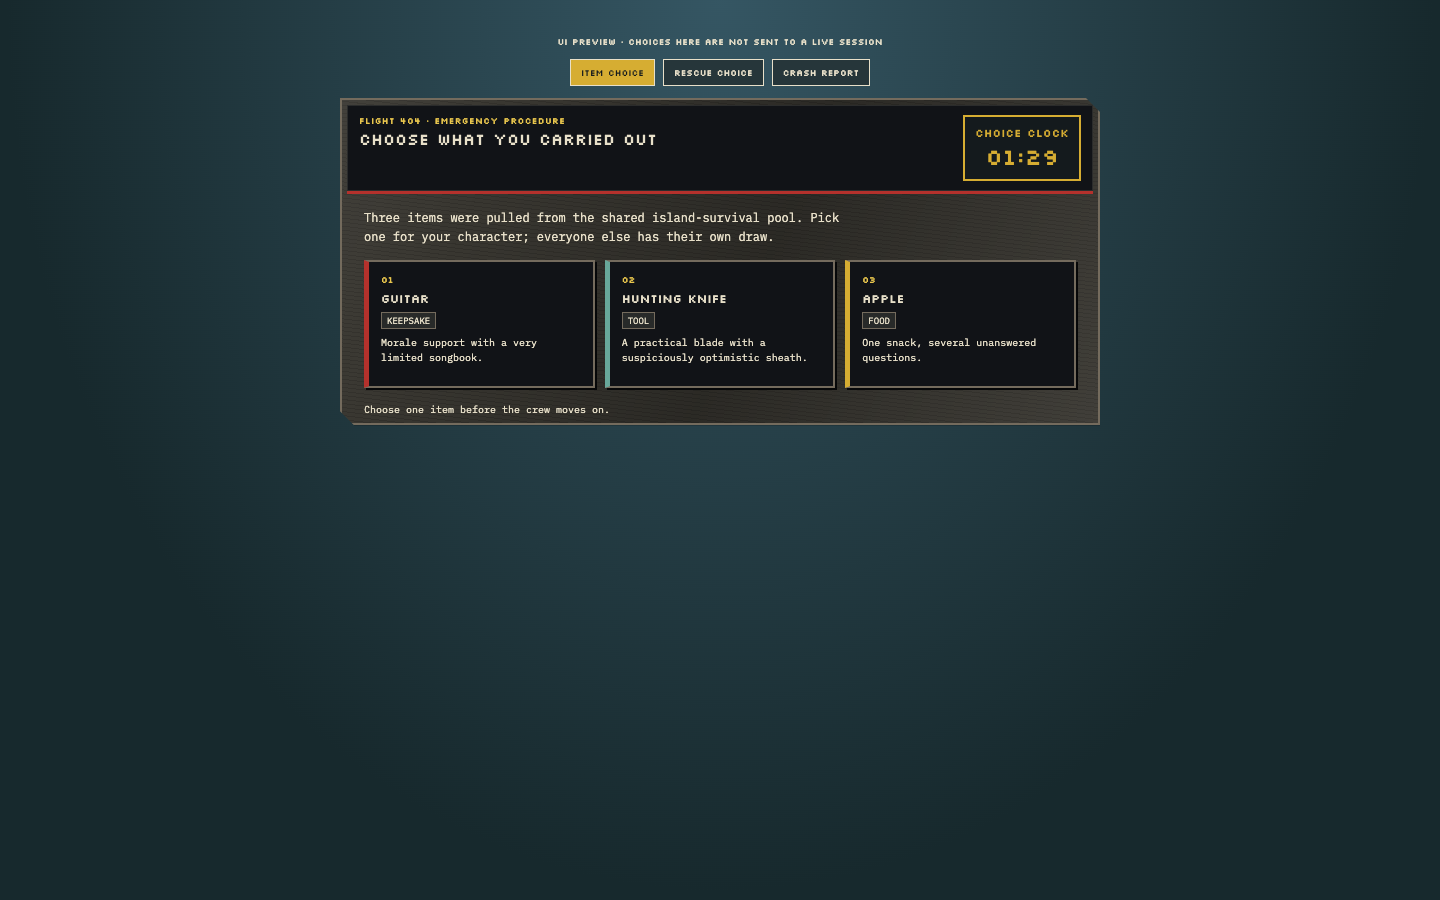 UI PREVIEW · CHOICES HERE ARE NOT SENT TO A LIVE SESSION
ITEM CHOICE
RESCUE CHOICE
CRASH REPORT
FLIGHT 404 · EMERGENCY PROCEDURE
CHOOSE WHAT YOU CARRIED OUT
CHOICE CLOCK
01:29
Three items were pulled from the shared island-survival pool. Pick
one for your character; everyone else has their own draw.
01
GUITAR
KEEPSAKE
Morale support with a very
limited songbook.
02
HUNTING KNIFE
TOOL
A practical blade with a
suspiciously optimistic sheath.
03
APPLE
FOOD
One snack, several unanswered
questions.
Choose one item before the crew moves on.